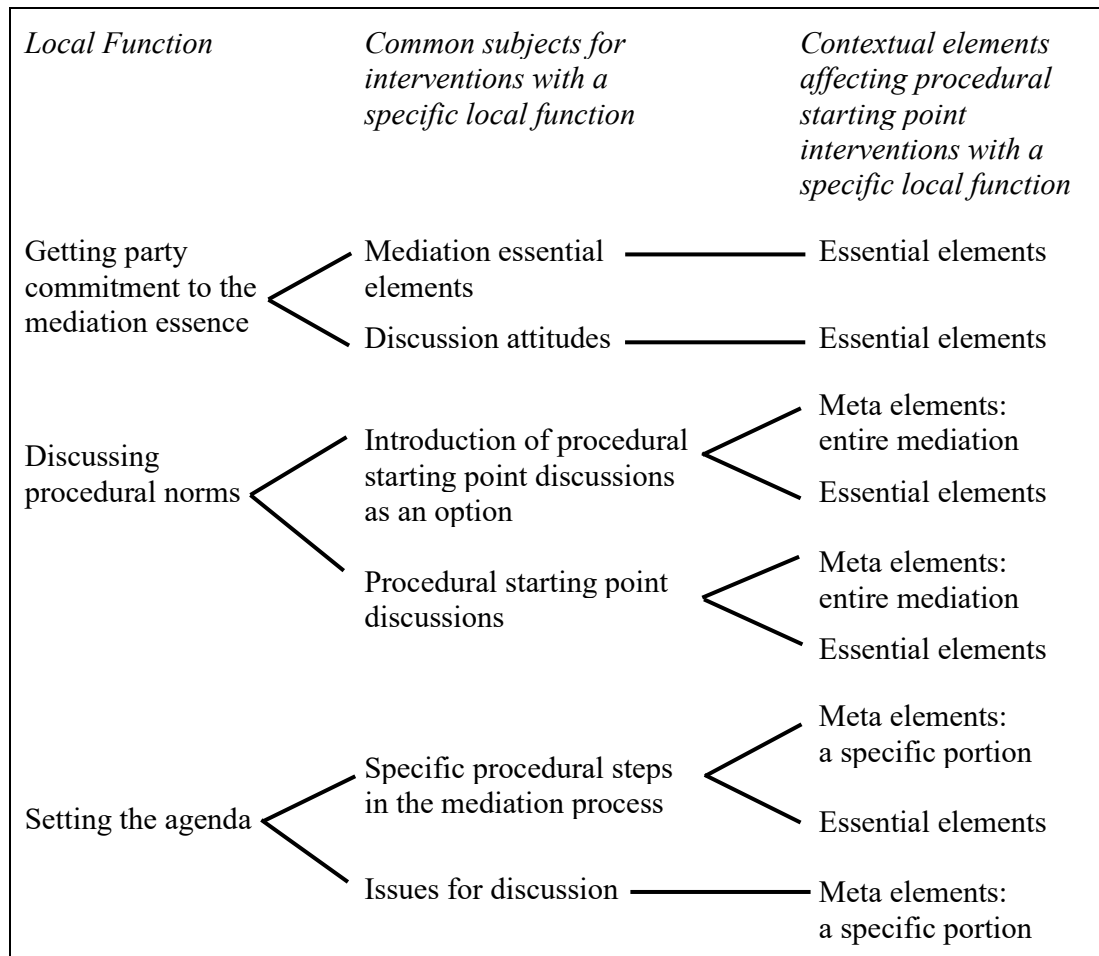 Local Function
Common subjects for
interventions with a
specific local function
Contextual elements
affecting procedural
starting point
interventions with a
specific local function
Getting party
commitment to the
mediation essence
Mediation essential
elements
Essential elements
Discussion attitudes
Essential elements
Discussing
procedural norms
Introduction of procedural
starting point discussions
as an option
Meta elements:
entire mediation
Essential elements
Procedural starting point
discussions
Meta elements:
entire mediation
Essential elements
Setting the agenda
Specific procedural steps
in the mediation process
Meta elements:
a specific portion
Essential elements
Issues for discussion
Meta elements:
a specific portion